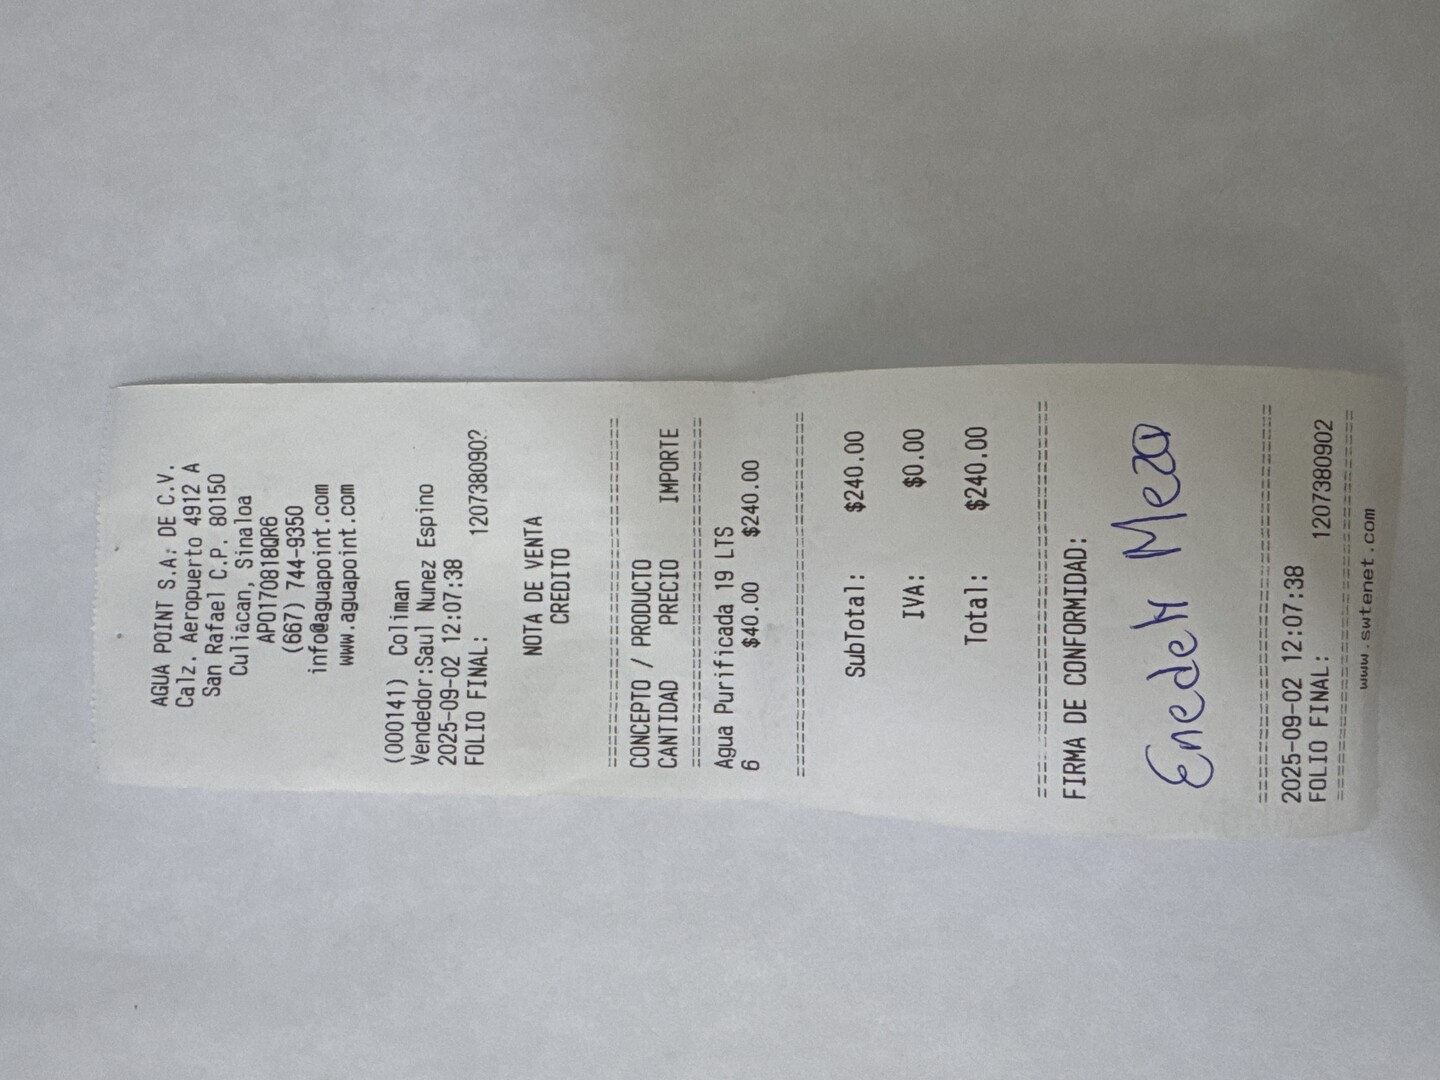 AGUA POINT S.A. DE C.V.
Calz. Aeropuerto 4912 A
San Rafael C.P. 80150
Culiacan, Sinaloa
APO170818QR6
(667) 744-9350
info@aguapoint.com
www.aguapoint.com
(000141) Coliman
Vendedor:Saul Nunez Espino
2025-09-02 12:07:38
FOLIO FINAL: 1207380902
NOTA DE VENTA
CREDITO
CONCEPTO / PRODUCTO
CANTIDAD PRECIO IMPORTE
Agua Purificada 19 LTS
6 $40.00 $240.00
SubTotal: $240.00
IVA: $0.00
Total: $240.00
FIRMA DE CONFORMIDAD:
Enedeh Meza
2025-09-02 12:07:38
FOLIO FINAL: 1207380902
www.swtenet.com